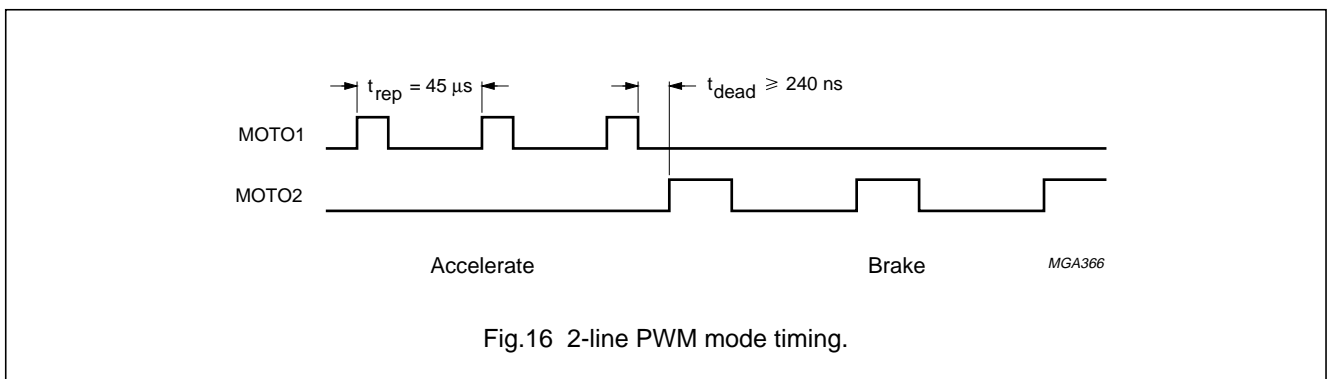 t_rep = 45 µs
t_dead ⩾ 240 ns
MOTO1
MOTO2
Accelerate
Brake
MGA366
Fig.16 2-line PWM mode timing.